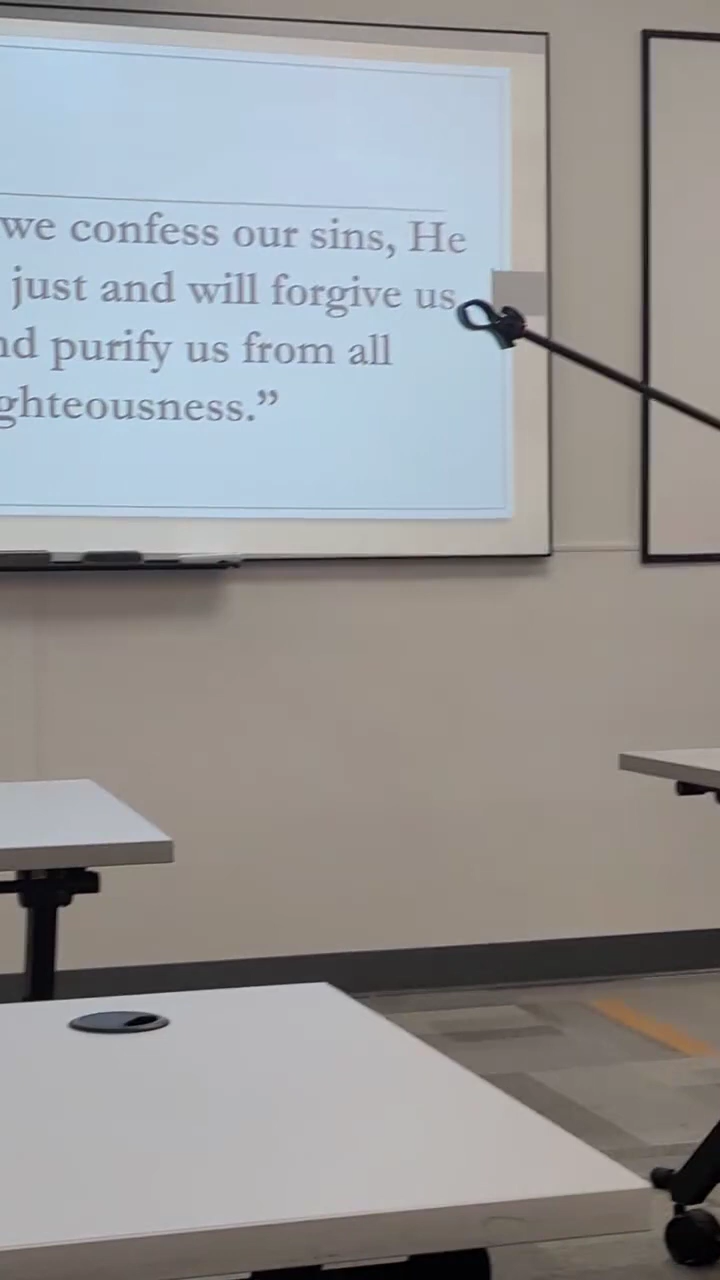 we confess our sins, He
just and will forgive us
nd purify us from all
ghteousness.”